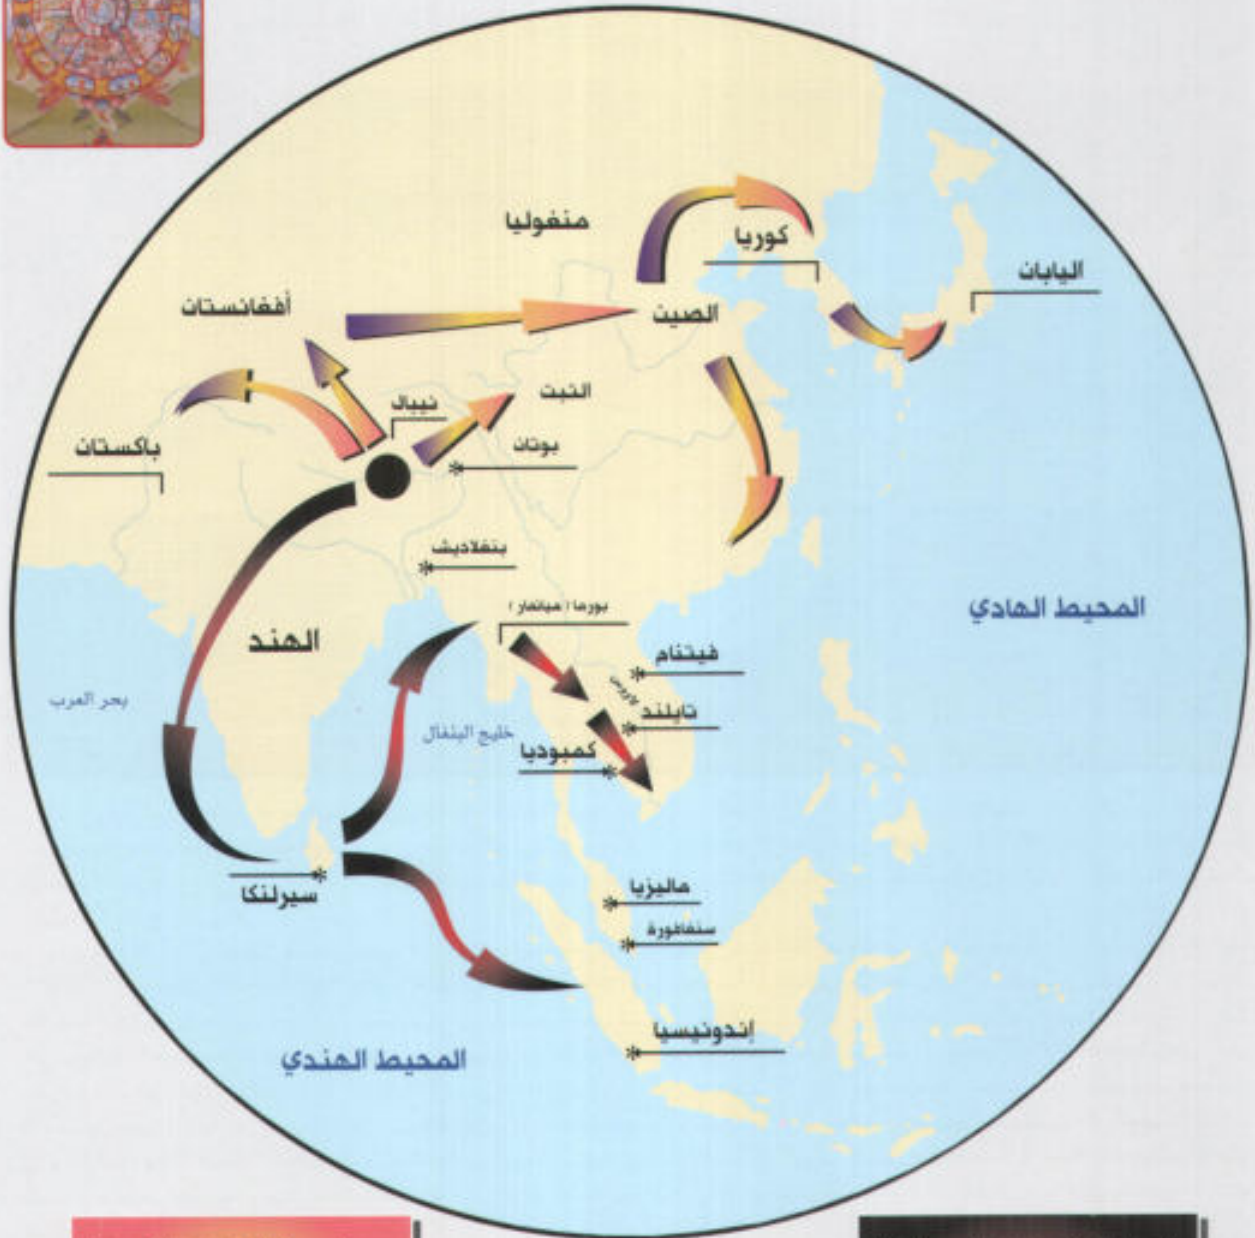 منغوليا
كوريا
اليابان
أفغانستان
الصين
التبت
نيبال
باكستان
بوتان
بنغلاديش
بورما (ميانمار)
المحيط الهادي
الهند
فيتنام
لاووس
بحر العرب
تايلند
خليج البنغال
كمبوديا
ماليزيا
سيرلنكا
سنغافورة
إندونيسيا
المحيط الهندي